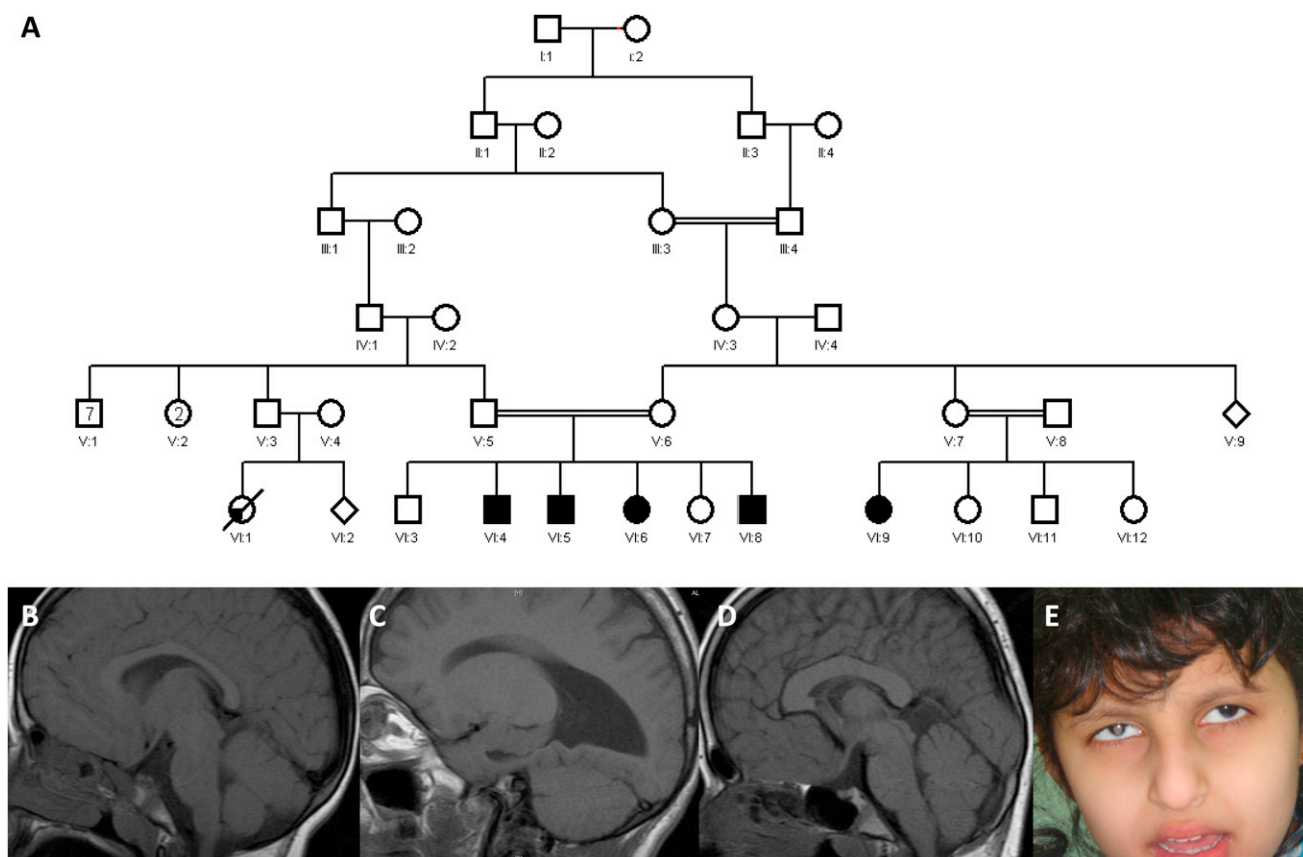 A
I:1 I:2
II:1 II:2 II:3 II:4
III:1 III:2 III:3 III:4
IV:1 IV:2 IV:3 IV:4
7 2
V:1 V:2 V:3 V:4 V:5 V:6 V:7 V:8 V:9
VI:1 VI:2 VI:3 VI:4 VI:5 VI:6 VI:7 VI:8 VI:9 VI:10 VI:11 VI:12
B C [H] AL D E